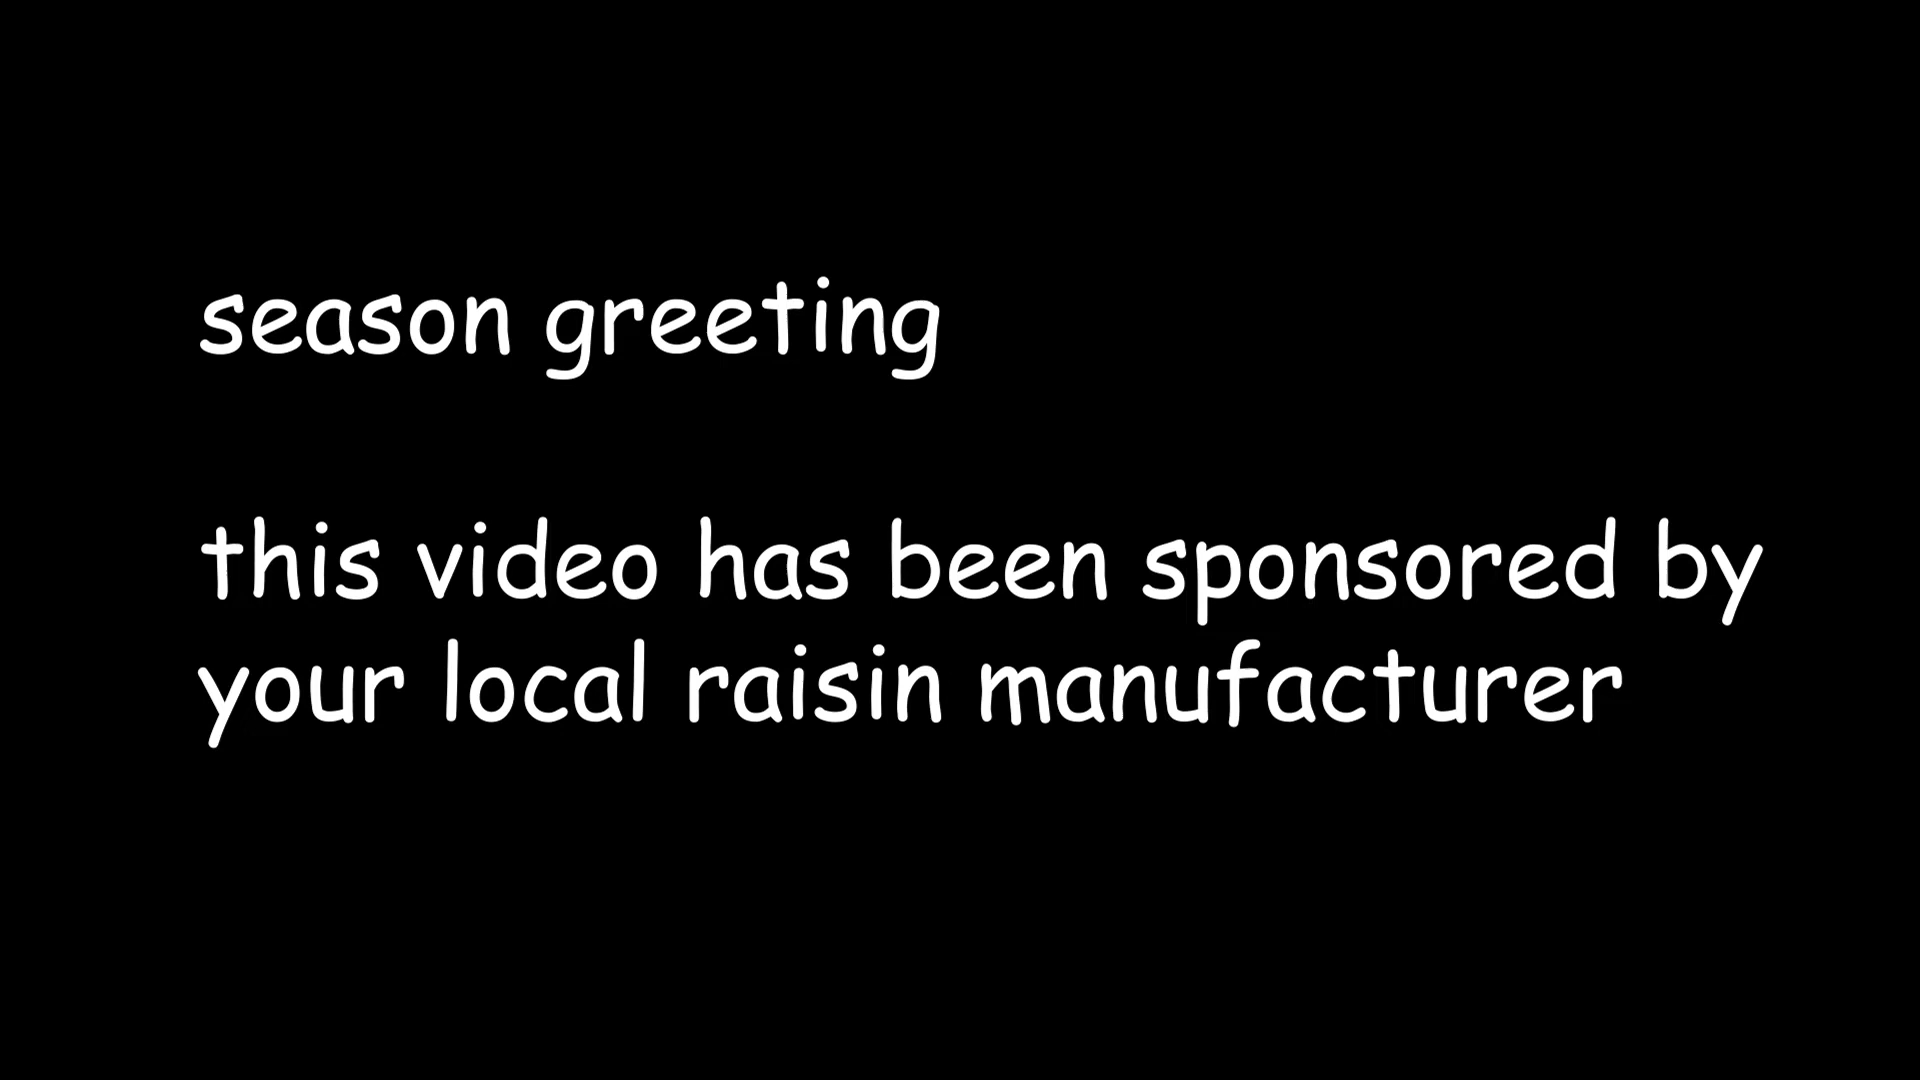 season greeting
this video has been sponsored by
your local raisin manufacturer